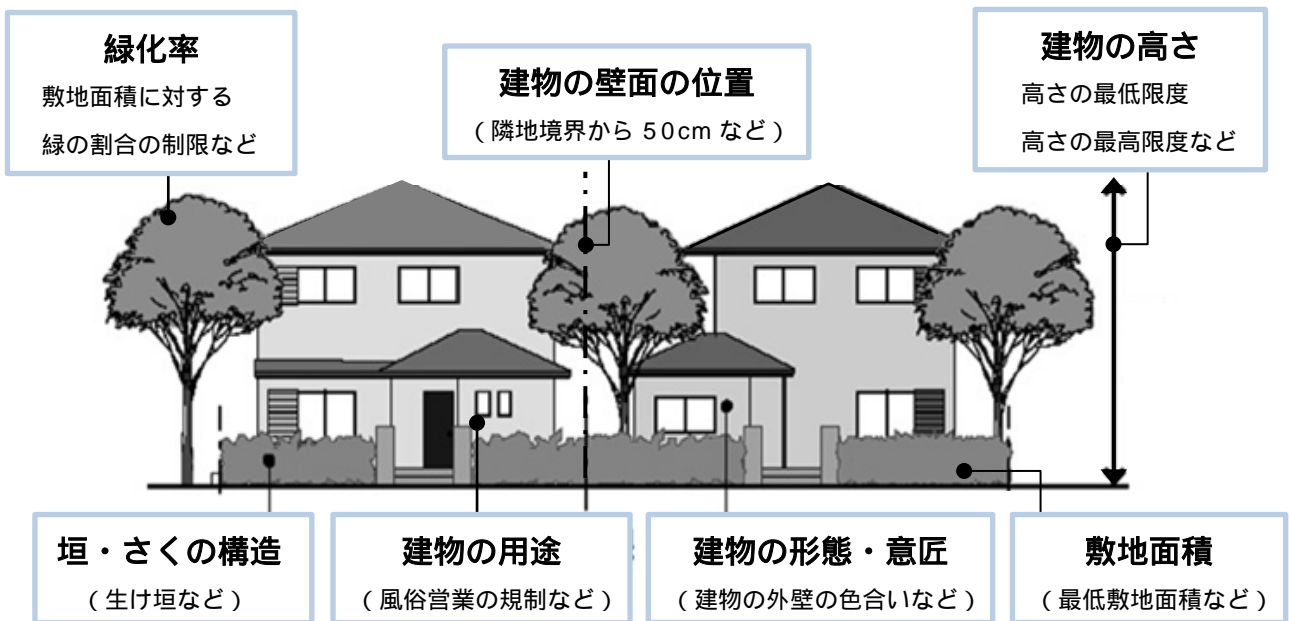 緑化率
敷地面積に対する
緑の割合の制限など
建物の壁面の位置
（隣地境界から 50cm など）
建物の高さ
高さの最低限度
高さの最高限度など
垣・さくの構造
（生け垣など）
建物の用途
（風俗営業の規制など）
建物の形態・意匠
（建物の外壁の色合いなど）
敷地面積
（最低敷地面積など）